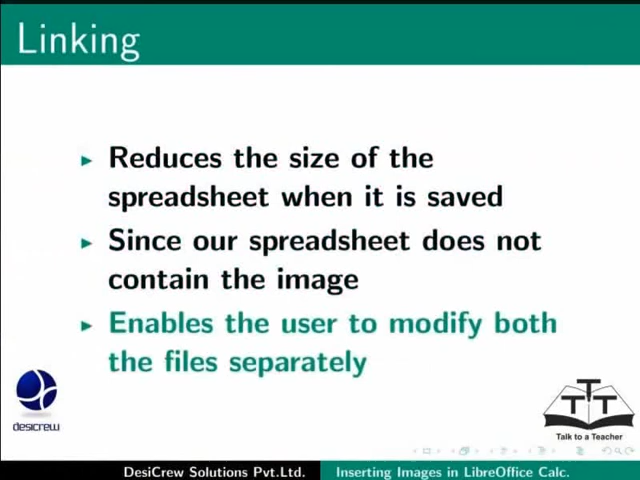 Linking
Reduces the size of the
spreadsheet when it is saved
Since our spreadsheet does not
contain the image
Enables the user to modify both
the files separately
desicrew
T T T
Talk to a Teacher
DesiCrew Solutions Pvt.Ltd.
Inserting Images in LibreOffice Calc.